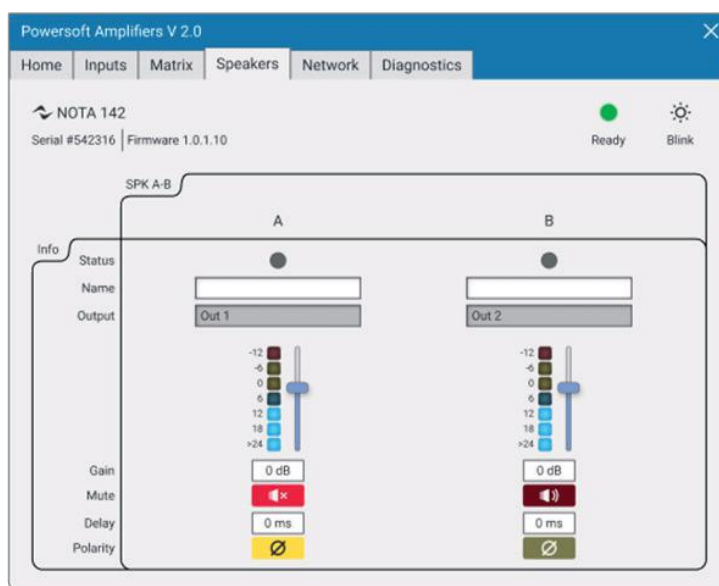 Powersoft Amplifiers V 2.0
Home Inputs Matrix Speakers Network Diagnostics
NOTA 142
Serial #542316 Firmware 1.0.1.10
Ready Blink
SPK A-B
A B
Info
Status
Name
Output Out 1 Out 2
-12 -12
-6 -6
0 0
6 6
12 12
18 18
>24 >24
Gain 0 dB 0 dB
Mute
Delay 0 ms 0 ms
Polarity